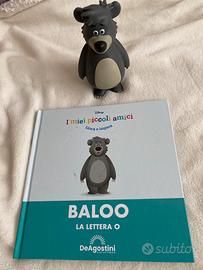 Disney
I miei piccoli amici
Gioca e impara
BALOO
LA LETTERA O
DeAGOSTINI
subito